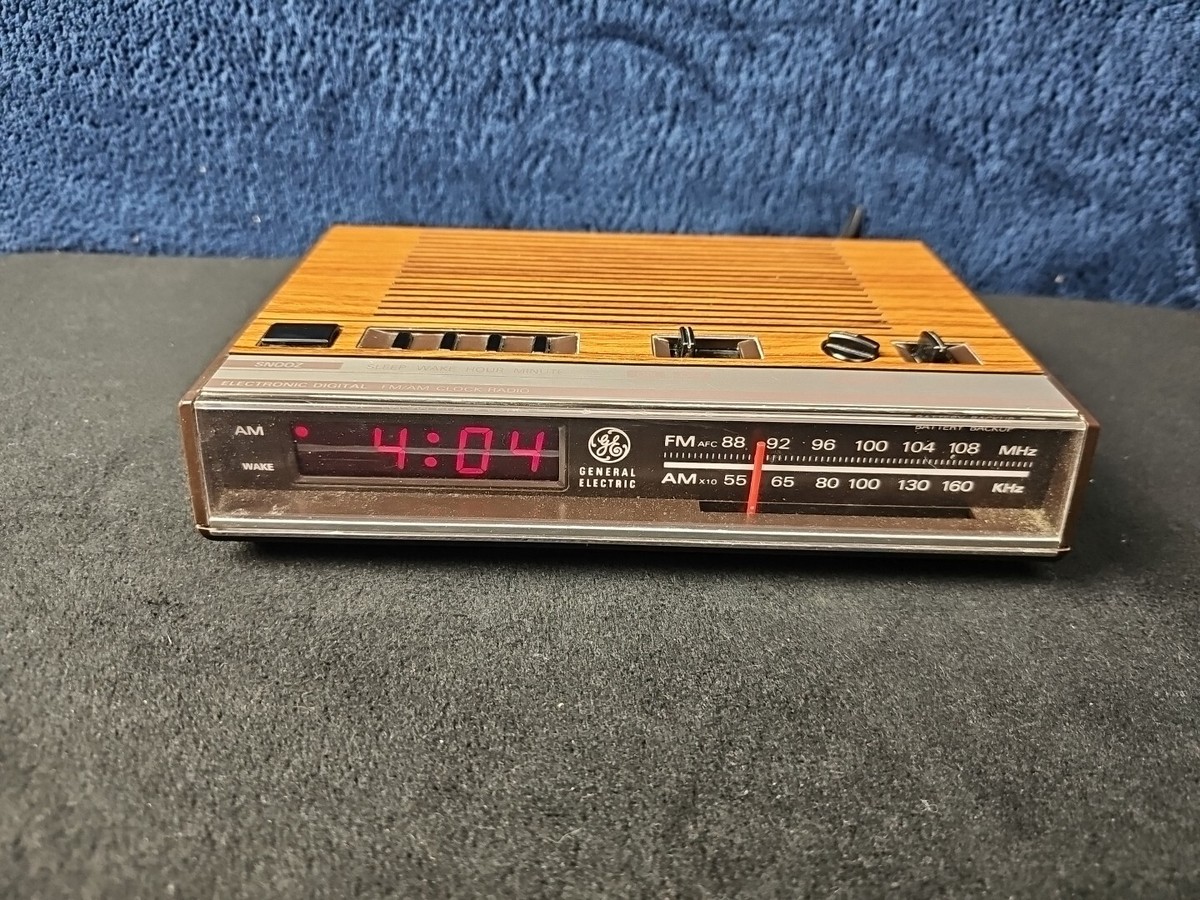 SNOOZ SLEEP WAKE HOUR MINUTE
ELECTRONIC DIGITAL FM/AM CLOCK RADIO
BATTERY BACKUP
AM 4:04
WAKE
GE
GENERAL
ELECTRIC
FM AFC 88 92 96 100 104 108 MHz
AM X10 55 65 80 100 130 160 KHz